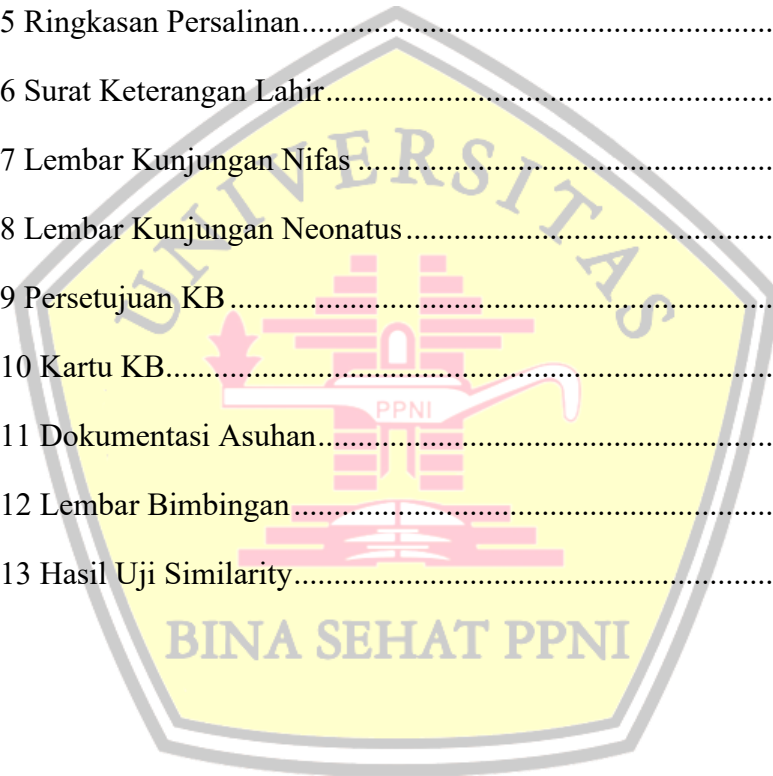 5 Ringkasan Persalinan...............................................................
6 Surat Keterangan Lahir............................................................
7 Lembar Kunjungan Nifas ........................................................
UNIVERSITAS
8 Lembar Kunjungan Neonatus..................................................
9 Persetujuan KB .........................................................................
10 Kartu KB.................................................................................
PPNI
11 Dokumentasi Asuhan..............................................................
12 Lembar Bimbingan.................................................................
13 Hasil Uji Similarity................................................................
BINA SEHAT PPNI